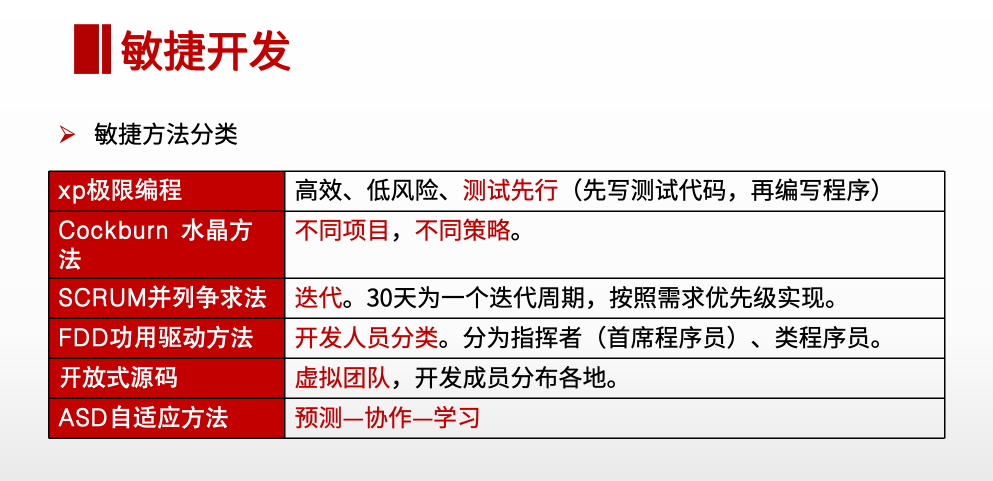 敏捷开发
敏捷方法分类
xp极限编程
高效、低风险、测试先行（先写测试代码，再编写程序）
Cockburn 水晶方
法
不同项目，不同策略。
SCRUM并列争求法
迭代。30天为一个迭代周期，按照需求优先级实现。
FDD功用驱动方法
开发人员分类。分为指挥者（首席程序员）、类程序员。
开放式源码
虚拟团队，开发成员分布各地。
ASD自适应方法
预测—协作—学习